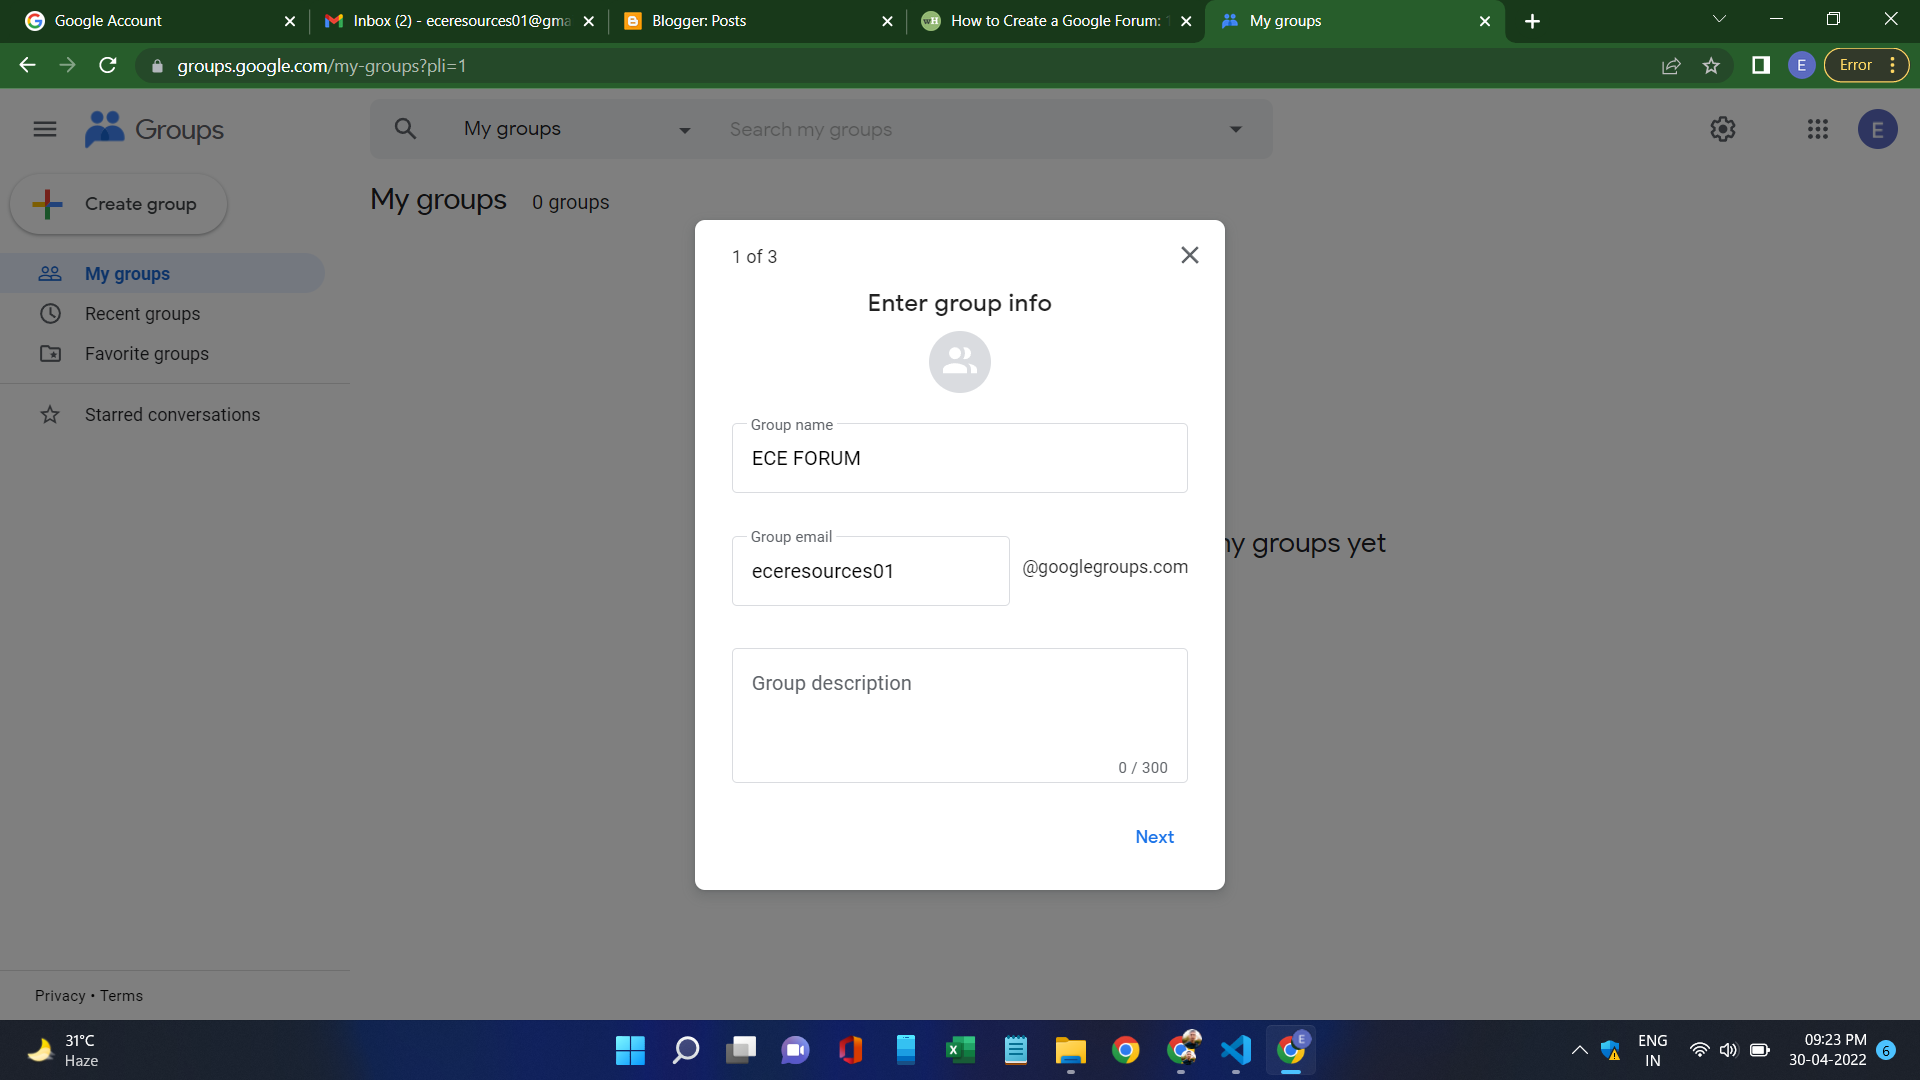 Google Account
Inbox (2) - eceresources01@gma
Blogger: Posts
How to Create a Google Forum: 
My groups
groups.google.com/my-groups?pli=1
E
Error
Groups
My groups
Search my groups
E
Create group
My groups
0 groups
My groups
Recent groups
Favorite groups
Starred conversations
1 of 3
Enter group info
Group name
ECE FORUM
Group email
eceresources01
@googlegroups.com
groups yet
Group description
0 / 300
Next
Privacy • Terms
31°C
Haze
E
ENG
IN
09:23 PM
30-04-2022
6